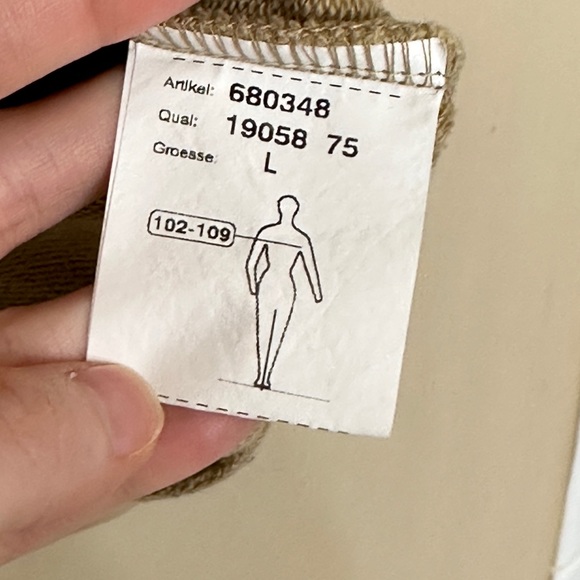 Artikel: 680348
Qual: 19058 75
Groesse: L
102-109